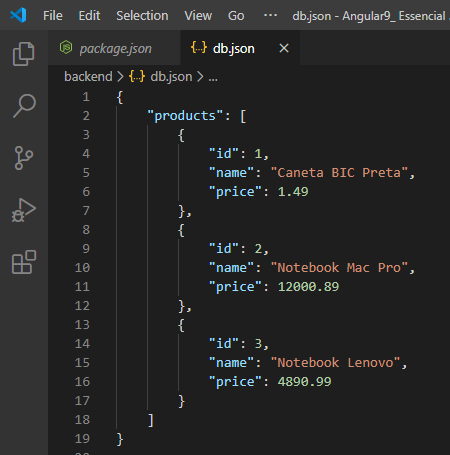 File Edit Selection View Go ··· db.json - Angular9_ Essencial
package.json {··} db.json ×
backend > {··} db.json > ...
1 {
2 "products": [
3 {
4 "id": 1,
5 "name": "Caneta BIC Preta",
6 "price": 1.49
7 },
8 {
9 "id": 2,
10 "name": "Notebook Mac Pro",
11 "price": 12000.89
12 },
13 {
14 "id": 3,
15 "name": "Notebook Lenovo",
16 "price": 4890.99
17 }
18 ]
19 }